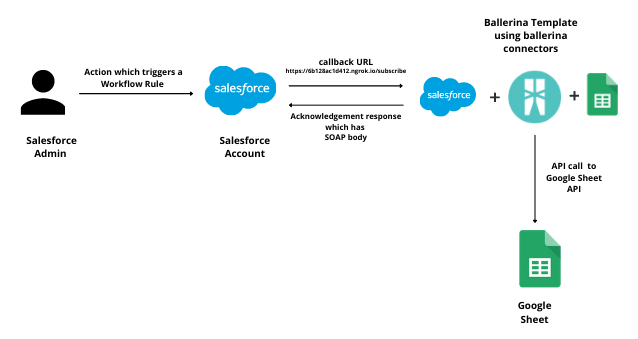 Ballerina Template
using ballerina
connectors
Action which triggers a
Workflow Rule
salesforce
callback URL
https://6b128ac1d412.ngrok.io/subscribe
salesforce
+
+
Acknowledgement response
which has
SOAP body
Salesforce
Admin
Salesforce
Account
API call to
Google Sheet
API
Google
Sheet